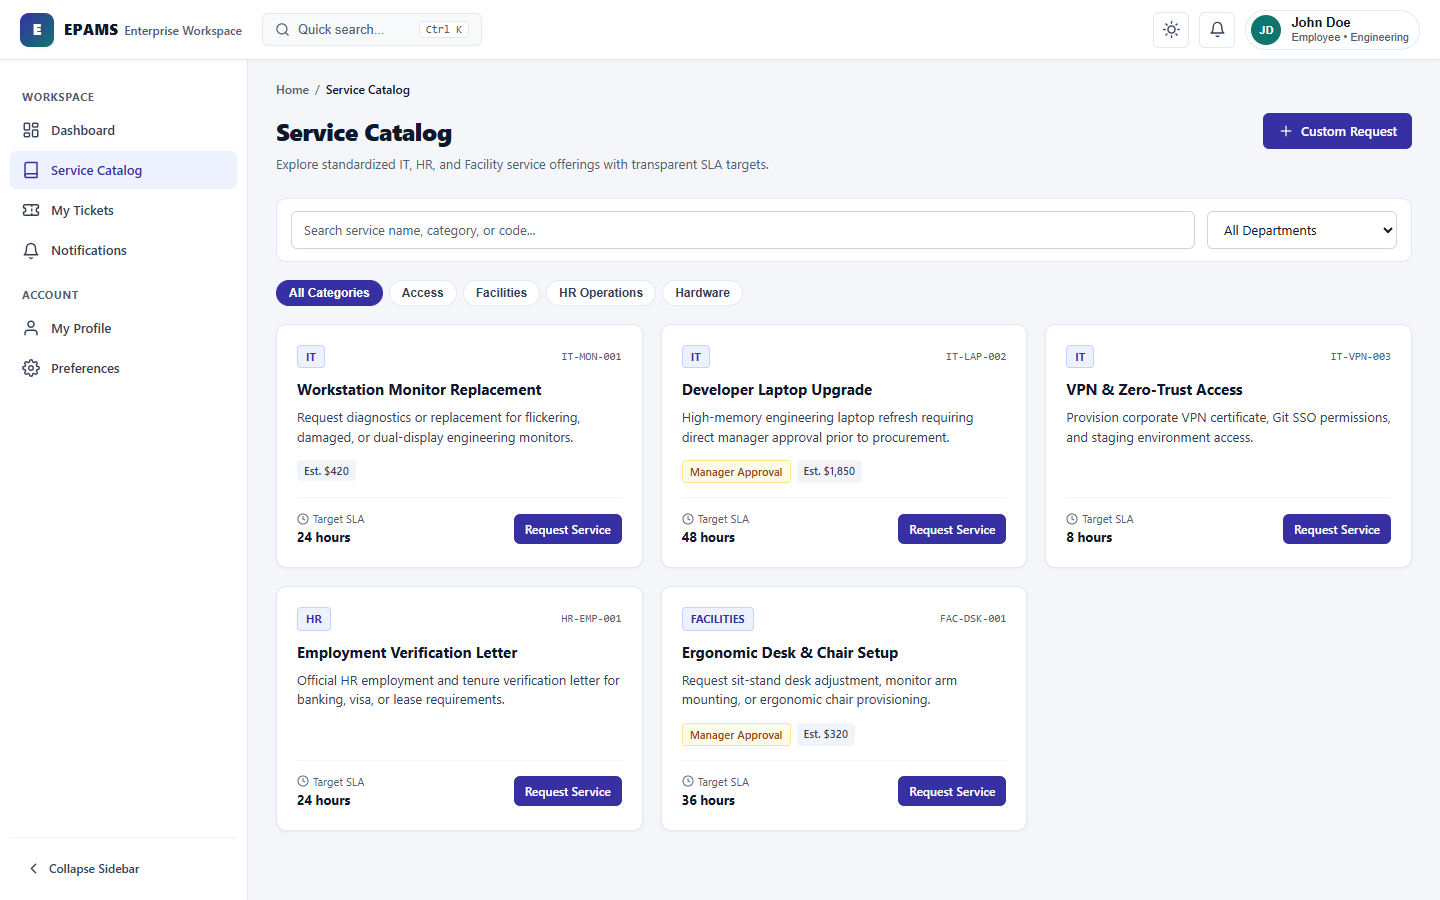 E EPAMS Enterprise Workspace
Quick search... Ctrl K
JD John Doe
Employee • Engineering
WORKSPACE
Dashboard
Service Catalog
My Tickets
Notifications
ACCOUNT
My Profile
Preferences
Collapse Sidebar
Home / Service Catalog
Service Catalog
+ Custom Request
Explore standardized IT, HR, and Facility service offerings with transparent SLA targets.
Search service name, category, or code...
All Departments
All Categories Access Facilities HR Operations Hardware
IT IT-MON-001
Workstation Monitor Replacement
Request diagnostics or replacement for flickering,
damaged, or dual-display engineering monitors.
Est. $420
Target SLA
24 hours
Request Service
IT IT-LAP-002
Developer Laptop Upgrade
High-memory engineering laptop refresh requiring
direct manager approval prior to procurement.
Manager Approval Est. $1,850
Target SLA
48 hours
Request Service
IT IT-VPN-003
VPN & Zero-Trust Access
Provision corporate VPN certificate, Git SSO permissions,
and staging environment access.
Target SLA
8 hours
Request Service
HR HR-EMP-001
Employment Verification Letter
Official HR employment and tenure verification letter for
banking, visa, or lease requirements.
Target SLA
24 hours
Request Service
FACILITIES FAC-DSK-001
Ergonomic Desk & Chair Setup
Request sit-stand desk adjustment, monitor arm
mounting, or ergonomic chair provisioning.
Manager Approval Est. $320
Target SLA
36 hours
Request Service